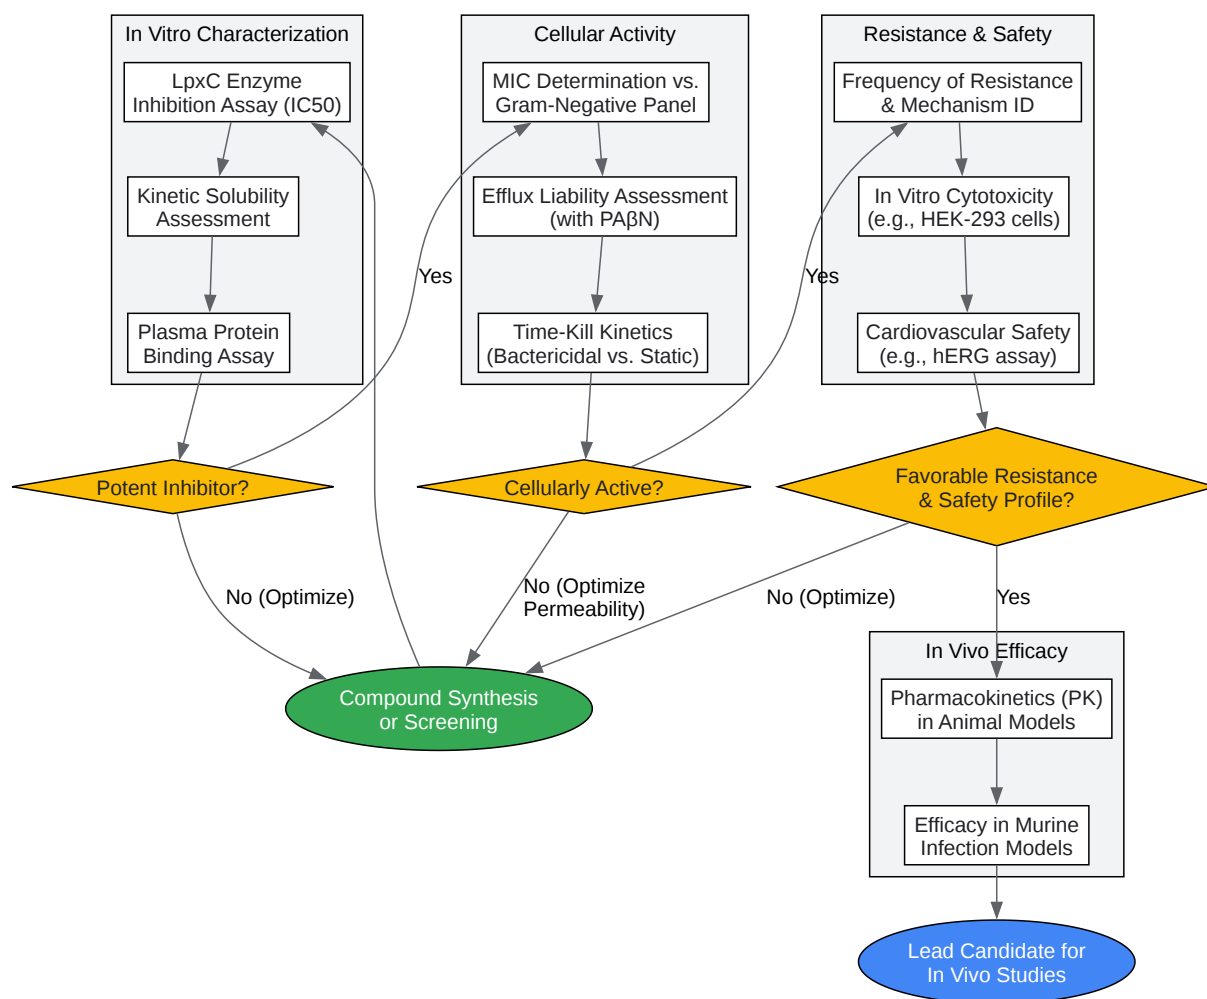 In Vitro Characterization
LpxC Enzyme
Inhibition Assay (IC50)
Kinetic Solubility
Assessment
Plasma Protein
Binding Assay
Potent Inhibitor?
Yes
No (Optimize)
Cellular Activity
MIC Determination vs.
Gram-Negative Panel
Efflux Liability Assessment
(with PAβN)
Time-Kill Kinetics
(Bactericidal vs. Static)
Cellularly Active?
Yes
No (Optimize
Permeability)
Resistance & Safety
Frequency of Resistance
& Mechanism ID
In Vitro Cytotoxicity
(e.g., HEK-293 cells)
Cardiovascular Safety
(e.g., hERG assay)
Favorable Resistance
& Safety Profile?
No (Optimize)
Yes
Compound Synthesis
or Screening
In Vivo Efficacy
Pharmacokinetics (PK)
in Animal Models
Efficacy in Murine
Infection Models
Lead Candidate for
In Vivo Studies